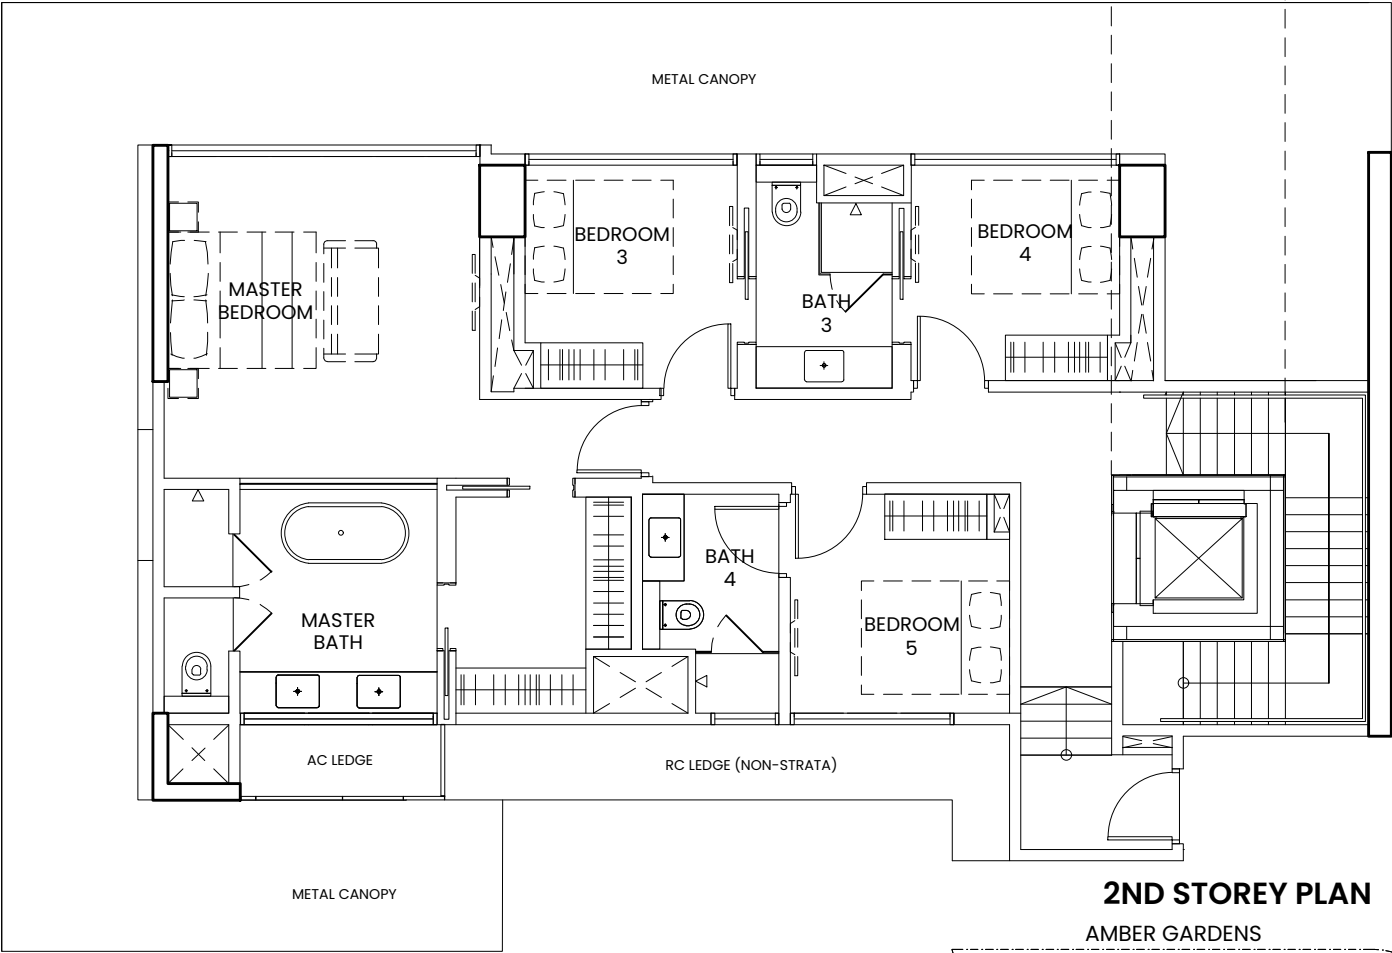 METAL CANOPY
MASTER
BEDROOM
BEDROOM
3
BATH
3
BEDROOM
4
MASTER
BATH
BATH
4
BEDROOM
5
AC LEDGE
RC LEDGE (NON-STRATA)
METAL CANOPY
2ND STOREY PLAN
AMBER GARDENS